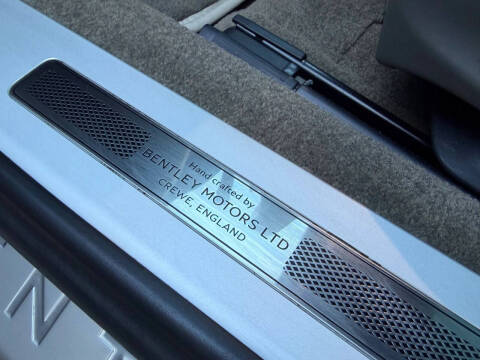 Hand crafted by
BENTLEY MOTORS LTD
CREWE, ENGLAND